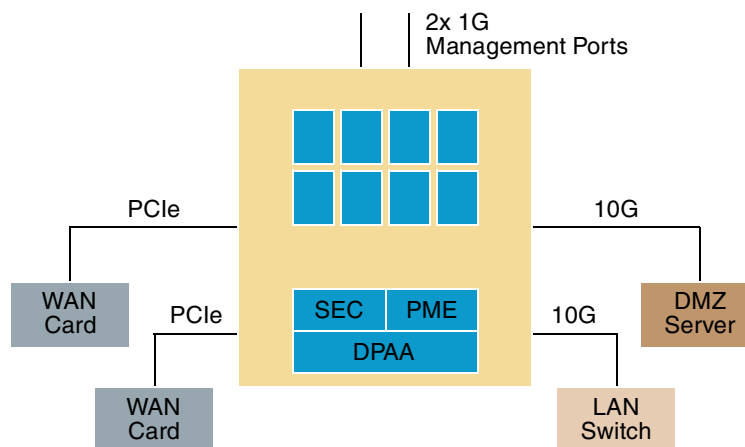 2x 1G
Management Ports
PCIe
10G
WAN
Card
DMZ
Server
SEC
PME
DPAA
PCIe
10G
WAN
Card
LAN
Switch